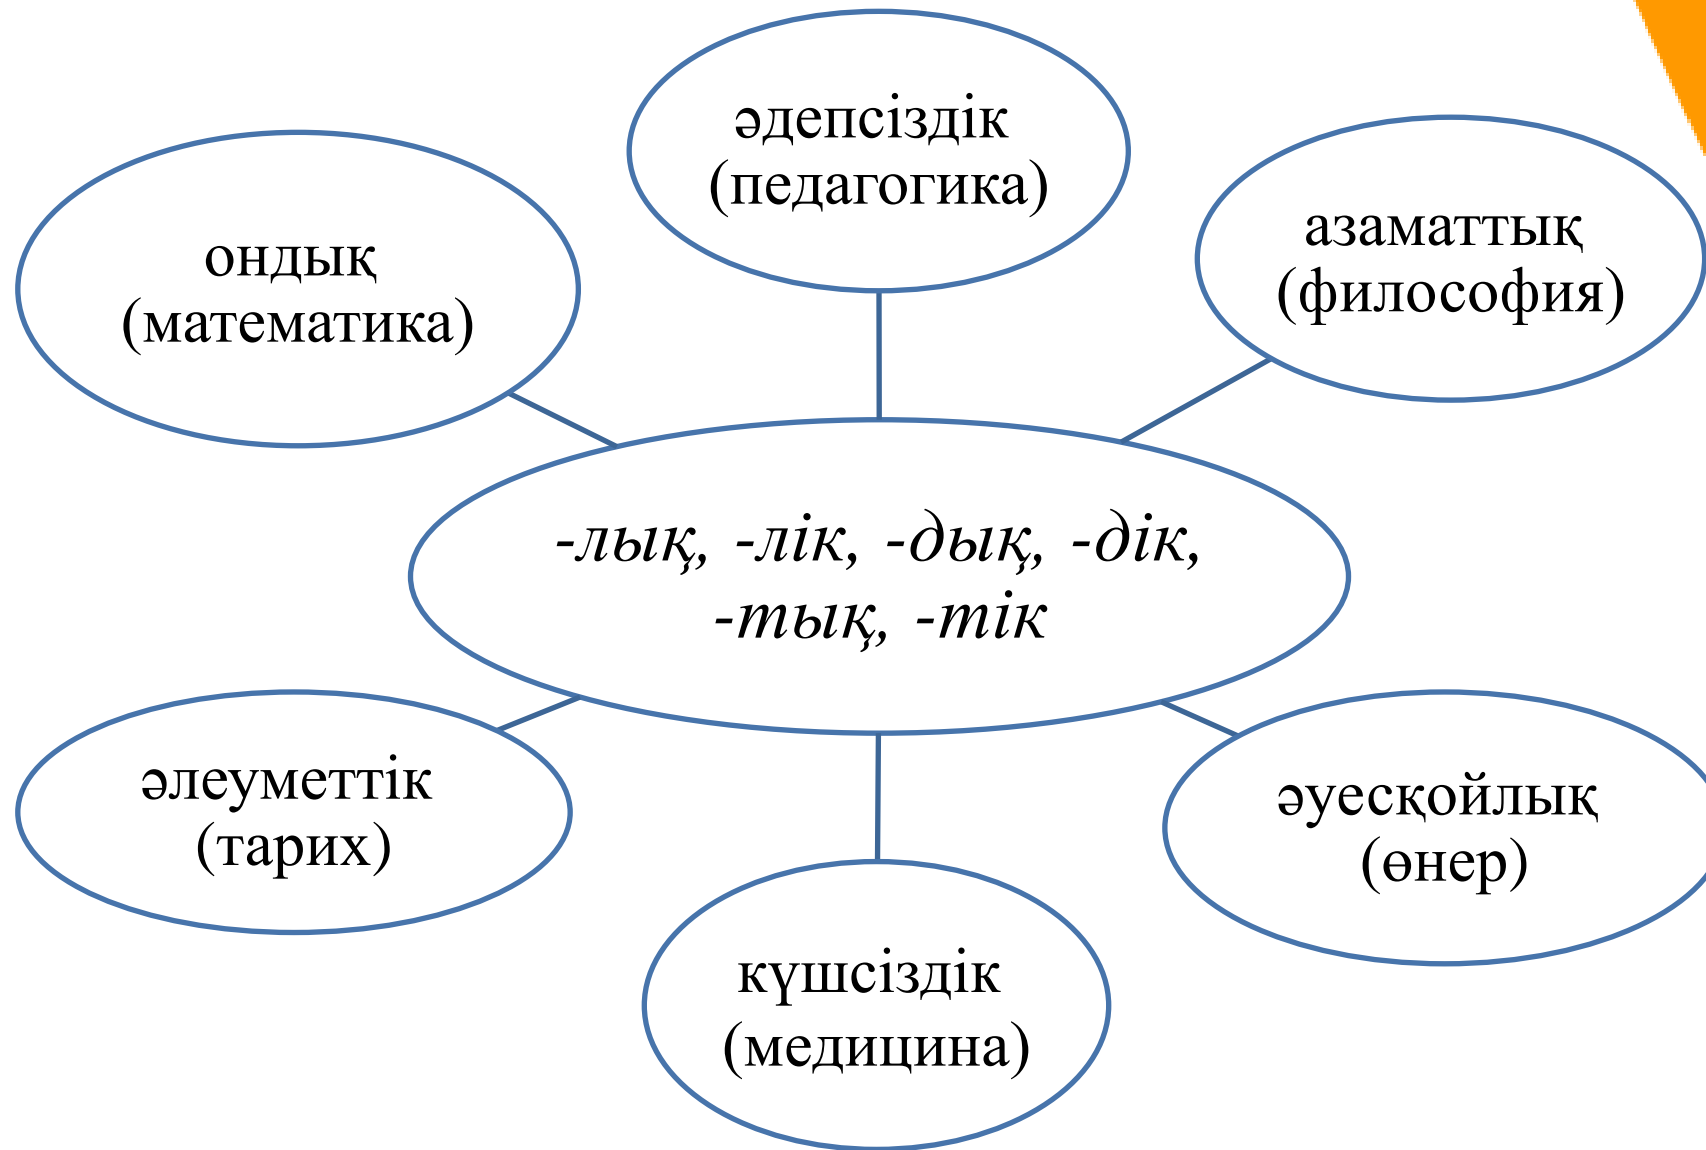 әдепсіздік
(педагогика)
ондық
(математика)
азаматтық
(философия)
-лық, -лік, -дық, -дік,
-тық, -тік
әлеуметтік
(тарих)
әуесқойлық
(өнер)
күшсіздік
(медицина)